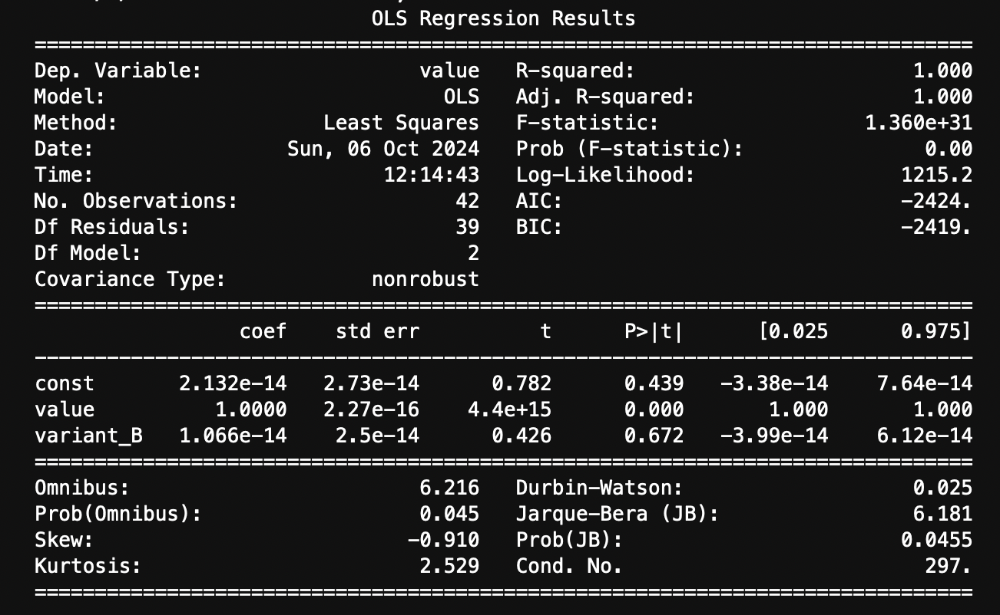 OLS Regression Results
==============================================================================
Dep. Variable:                  value   R-squared:                       1.000
Model:                            OLS   Adj. R-squared:                  1.000
Method:                 Least Squares   F-statistic:                 1.360e+31
Date:                Sun, 06 Oct 2024   Prob (F-statistic):               0.00
Time:                        12:14:43   Log-Likelihood:                 1215.2
No. Observations:                  42   AIC:                            -2424.
Df Residuals:                      39   BIC:                            -2419.
Df Model:                           2
Covariance Type:            nonrobust
==============================================================================
                 coef    std err          t      P>|t|      [0.025      0.975]
------------------------------------------------------------------------------
const       2.132e-14   2.73e-14      0.782      0.439   -3.38e-14    7.64e-14
value          1.0000   2.27e-16    4.4e+15      0.000       1.000       1.000
variant_B   1.066e-14    2.5e-14      0.426      0.672   -3.99e-14    6.12e-14
==============================================================================
Omnibus:                        6.216   Durbin-Watson:                   0.025
Prob(Omnibus):                  0.045   Jarque-Bera (JB):                6.181
Skew:                          -0.910   Prob(JB):                       0.0455
Kurtosis:                       2.529   Cond. No.                         297.
==============================================================================